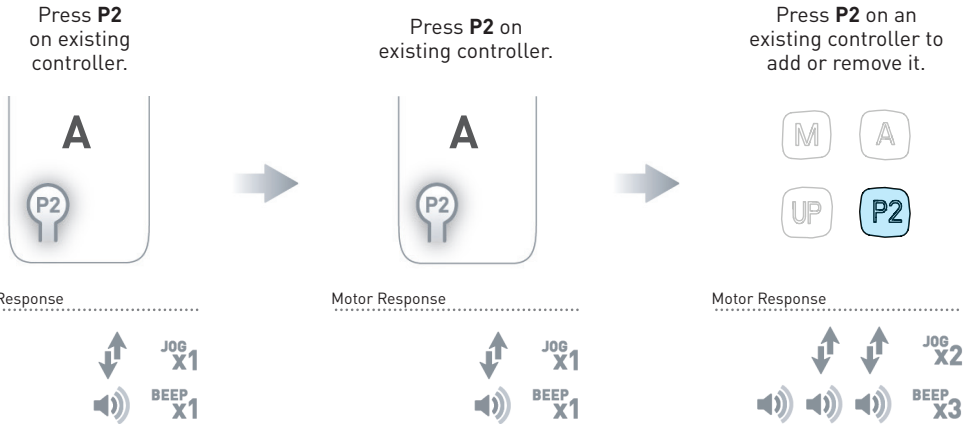 Press P2
on existing
controller.
Press P2 on
existing controller.
Press P2 on an
existing controller to
add or remove it.
A
P2
A
P2
M
A
UP
P2
Response
Motor Response
Motor Response
JOG
X1
BEEP
X1
JOG
X1
BEEP
X1
JOG
X2
BEEP
X3